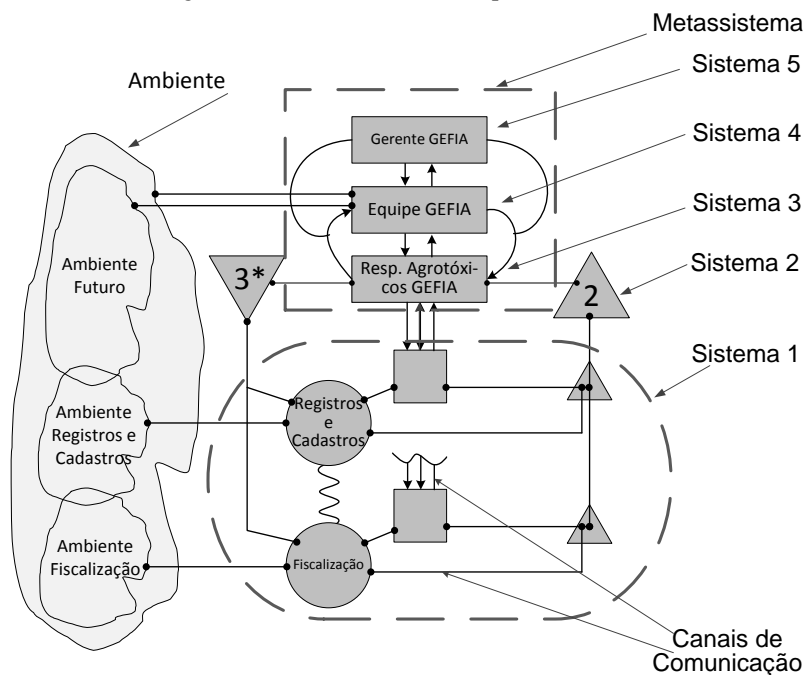 Metassistema
Ambiente
Sistema 5
Gerente GEFIA
Sistema 4
Equipe GEFIA
Sistema 3
Ambiente
Futuro
3*
Resp. Agrotóxi-
cos GEFIA
Sistema 2
2
Sistema 1
Ambiente
Registros e
Cadastros
Registros
e
Cadastros
Ambiente
Fiscalização
Fiscalização
Canais de
Comunicação